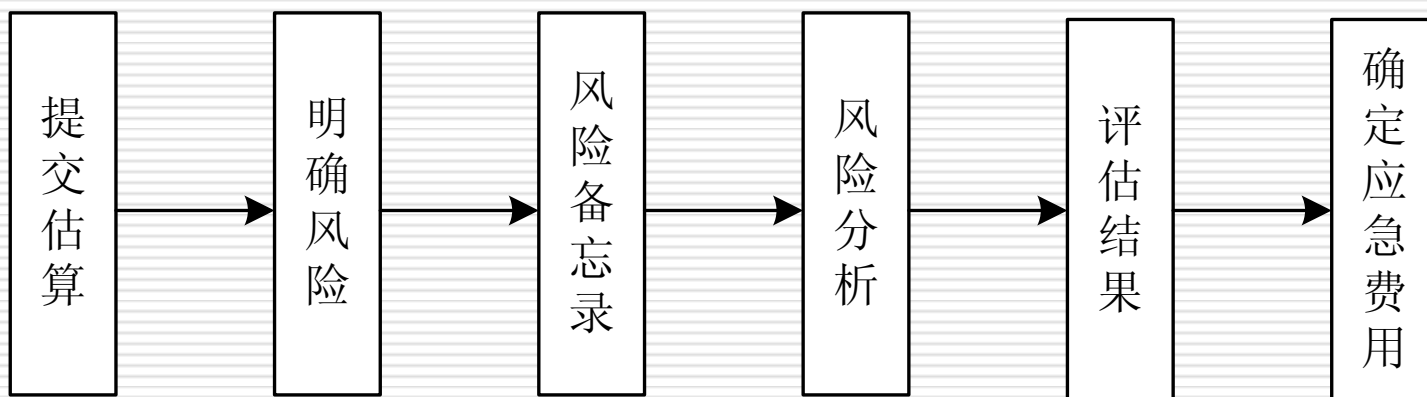 提交估算
明确风险
风险备忘录
风险分析
评估结果
确定应急费用